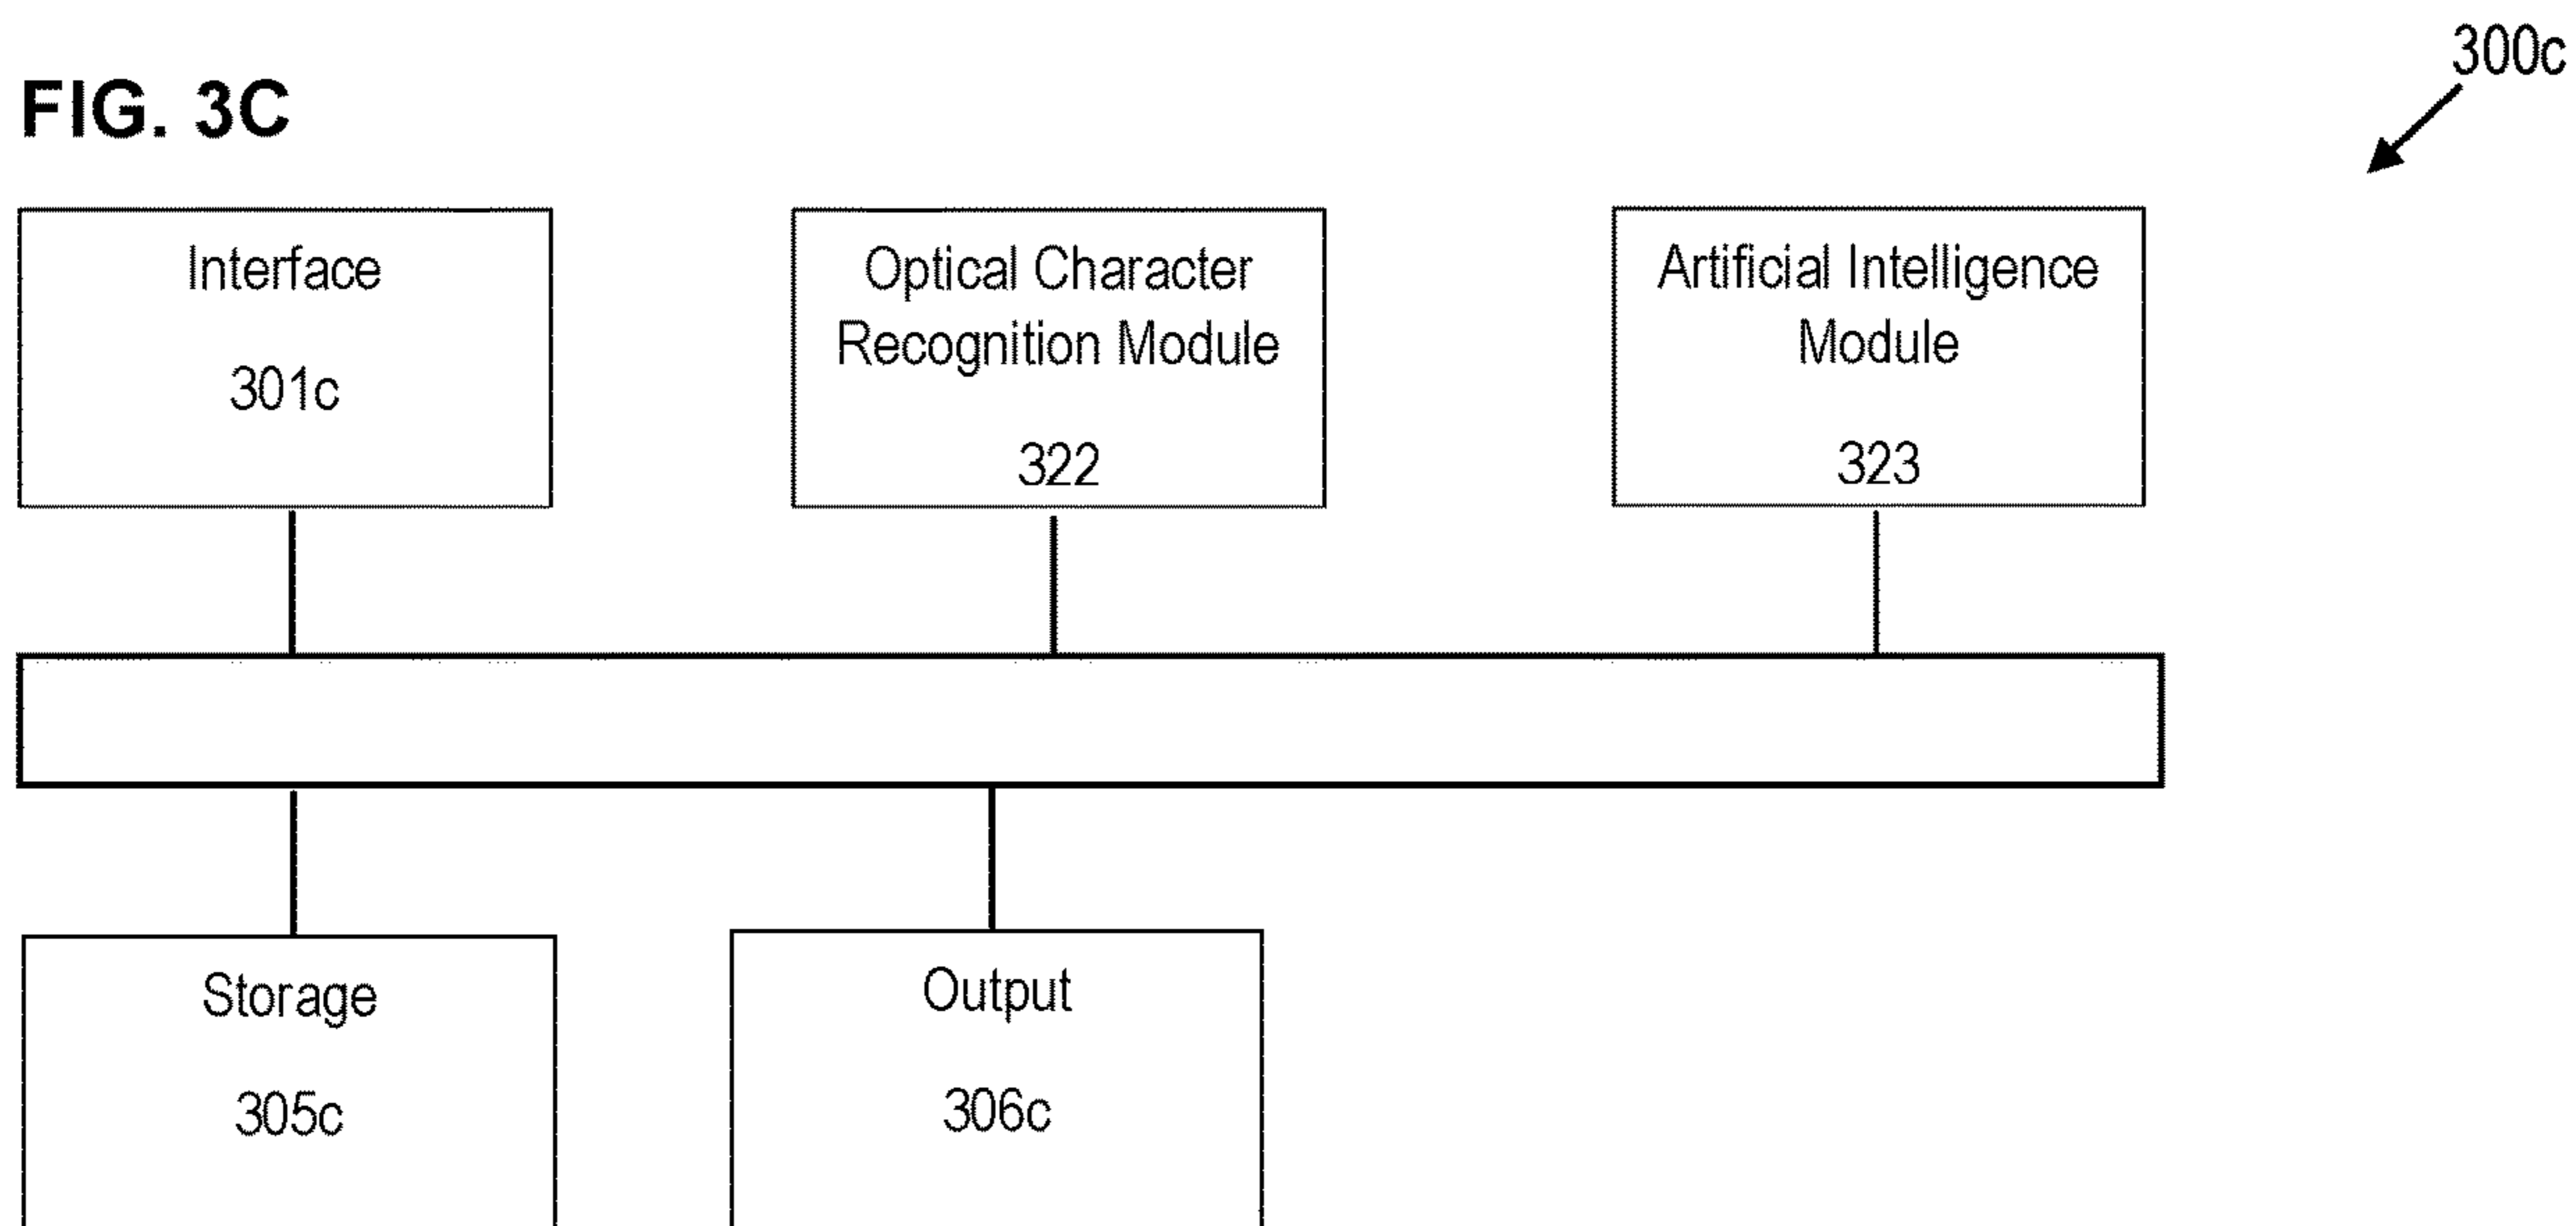 300c
FIG. 3C
Interface
301c
Optical Character
Recognition Module
322
Artificial Intelligence
Module
323
Storage
305c
Output
306c